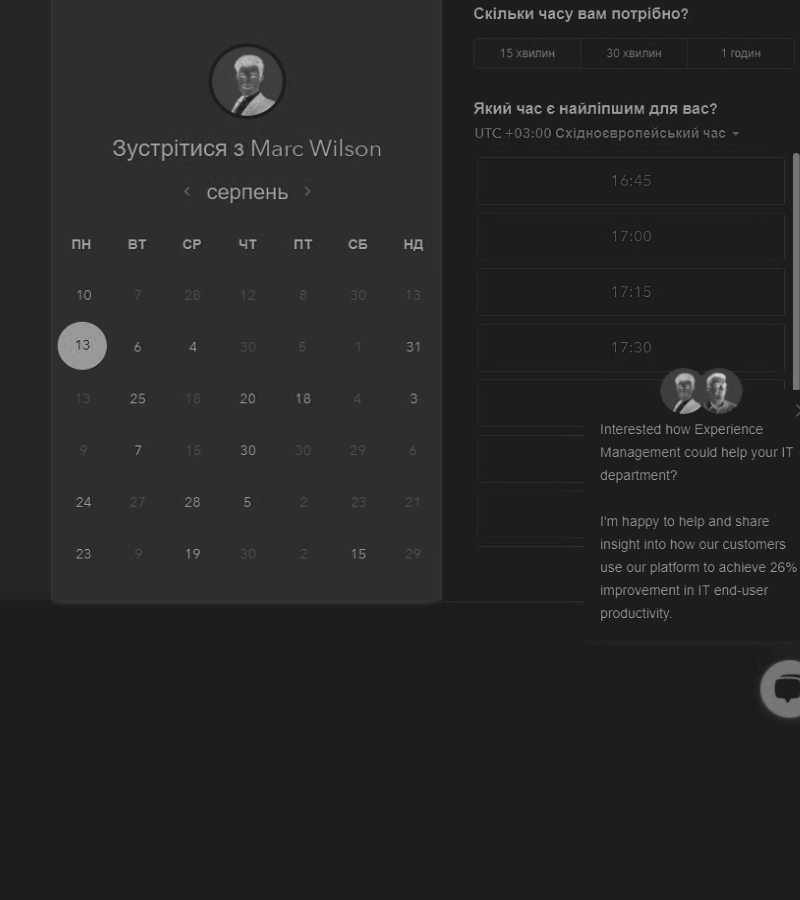 Зустрітися з Marc Wilson
серпень
ПН ВТ СР ЧТ ПТ СБ НД
10 7 28 12 8 30 13
13 6 4 30 5 1 31
13 25 18 20 18 4 3
9 7 15 30 30 29 6
24 27 28 5 2 23 21
23 9 19 30 2 15 29
Скільки часу вам потрібно?
15 хвилин 30 хвилин 1 годин
Який час є найліпшим для вас?
UTC +03:00 Східноєвропейський час
16:45
17:00
17:15
17:30
Interested how Experience
Management could help your IT
department?
I'm happy to help and share
insight into how our customers
use our platform to achieve 26%
improvement in IT end-user
productivity.